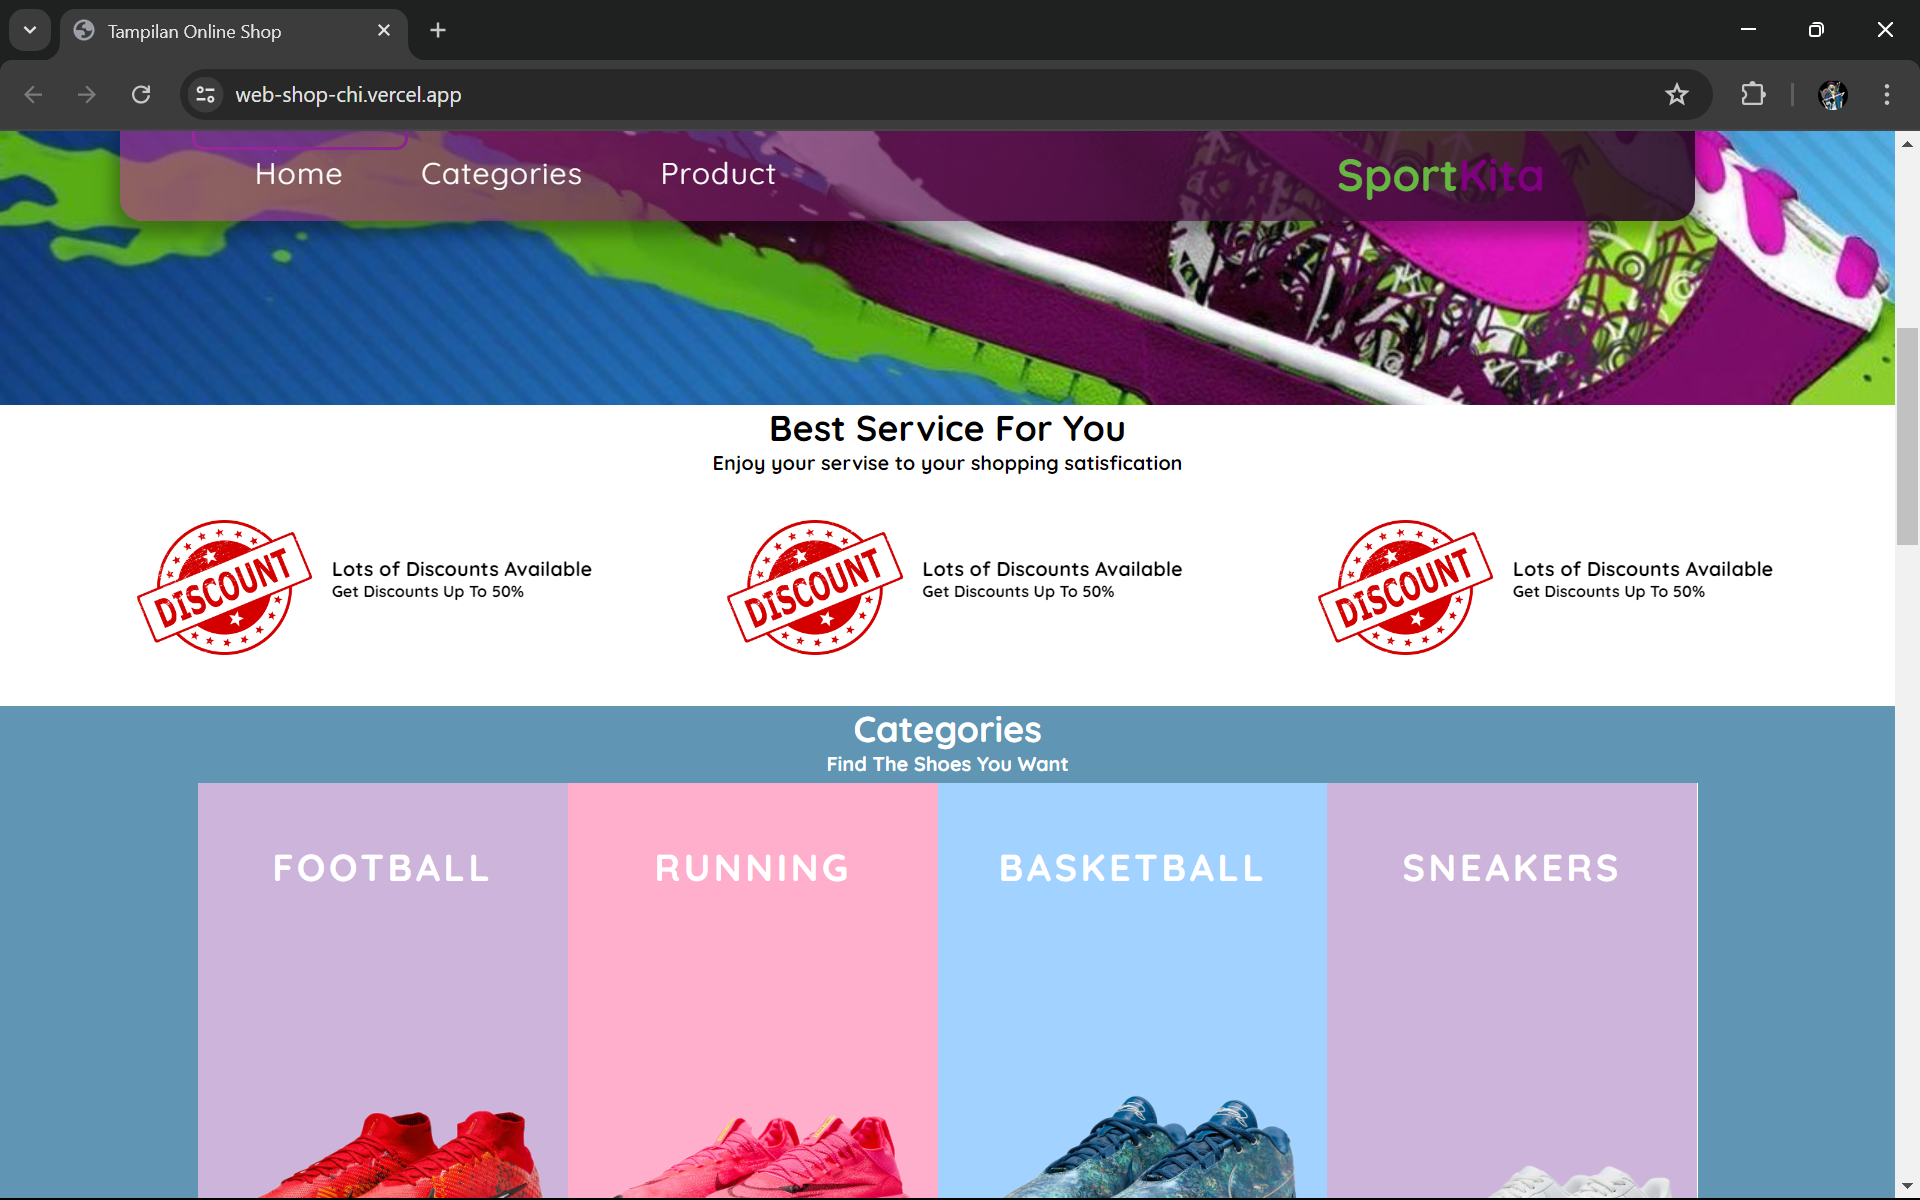 Tampilan Online Shop
web-shop-chi.vercel.app
Home Categories Product SportKita
Best Service For You
Enjoy your servise to your shopping satisfication
DISCOUNT
Lots of Discounts Available
Get Discounts Up To 50%
DISCOUNT
Lots of Discounts Available
Get Discounts Up To 50%
DISCOUNT
Lots of Discounts Available
Get Discounts Up To 50%
Categories
Find The Shoes You Want
FOOTBALL
RUNNING
BASKETBALL
SNEAKERS